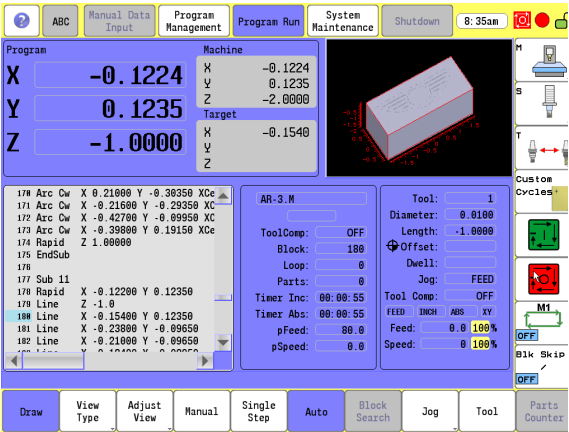 ?
ABC
Manual Data Input
Program Management
Program Run
System Maintenance
Shutdown
8:35am
Program
X -0.1224
Y 0.1235
Z -1.0000
Machine
X -0.1224
Y 0.1235
Z -2.0000
Target
X -0.1540
Y
Z
M
S
T
Custom Cycles
170 Arc Cw X 0.21000 Y -0.30350 XCe
171 Arc Cw X -0.21600 Y -0.29350 XC
172 Arc Cw X -0.42700 Y -0.09950 XC
173 Arc Cw X -0.39800 Y 0.19150 XCe
174 Rapid Z 1.00000
175 EndSub
176
177 Sub 11
178 Rapid X -0.12200 Y 0.12350
179 Line Z -1.0
180 Line X -0.15400 Y 0.12350
181 Line X -0.23800 Y -0.09650
182 Line X -0.21000 Y -0.09650
AR-3.M
ToolComp: OFF
Block: 180
Loop: 0
Parts: 0
Timer Inc: 00:00:55
Timer Abs: 00:00:55
pFeed: 80.0
pSpeed: 0.0
Tool: 1
Diameter: 0.0100
Length: -1.0000
Offset:
Dwell:
Jog: FEED
Tool Comp: OFF
FEED INCH ABS XY
Feed: 0.0 100%
Speed: 0 100%
M1
OFF
Blk Skip
/
OFF
Draw
View Type
Adjust View
Manual
Single Step
Auto
Block Search
Jog
Tool
Parts Counter